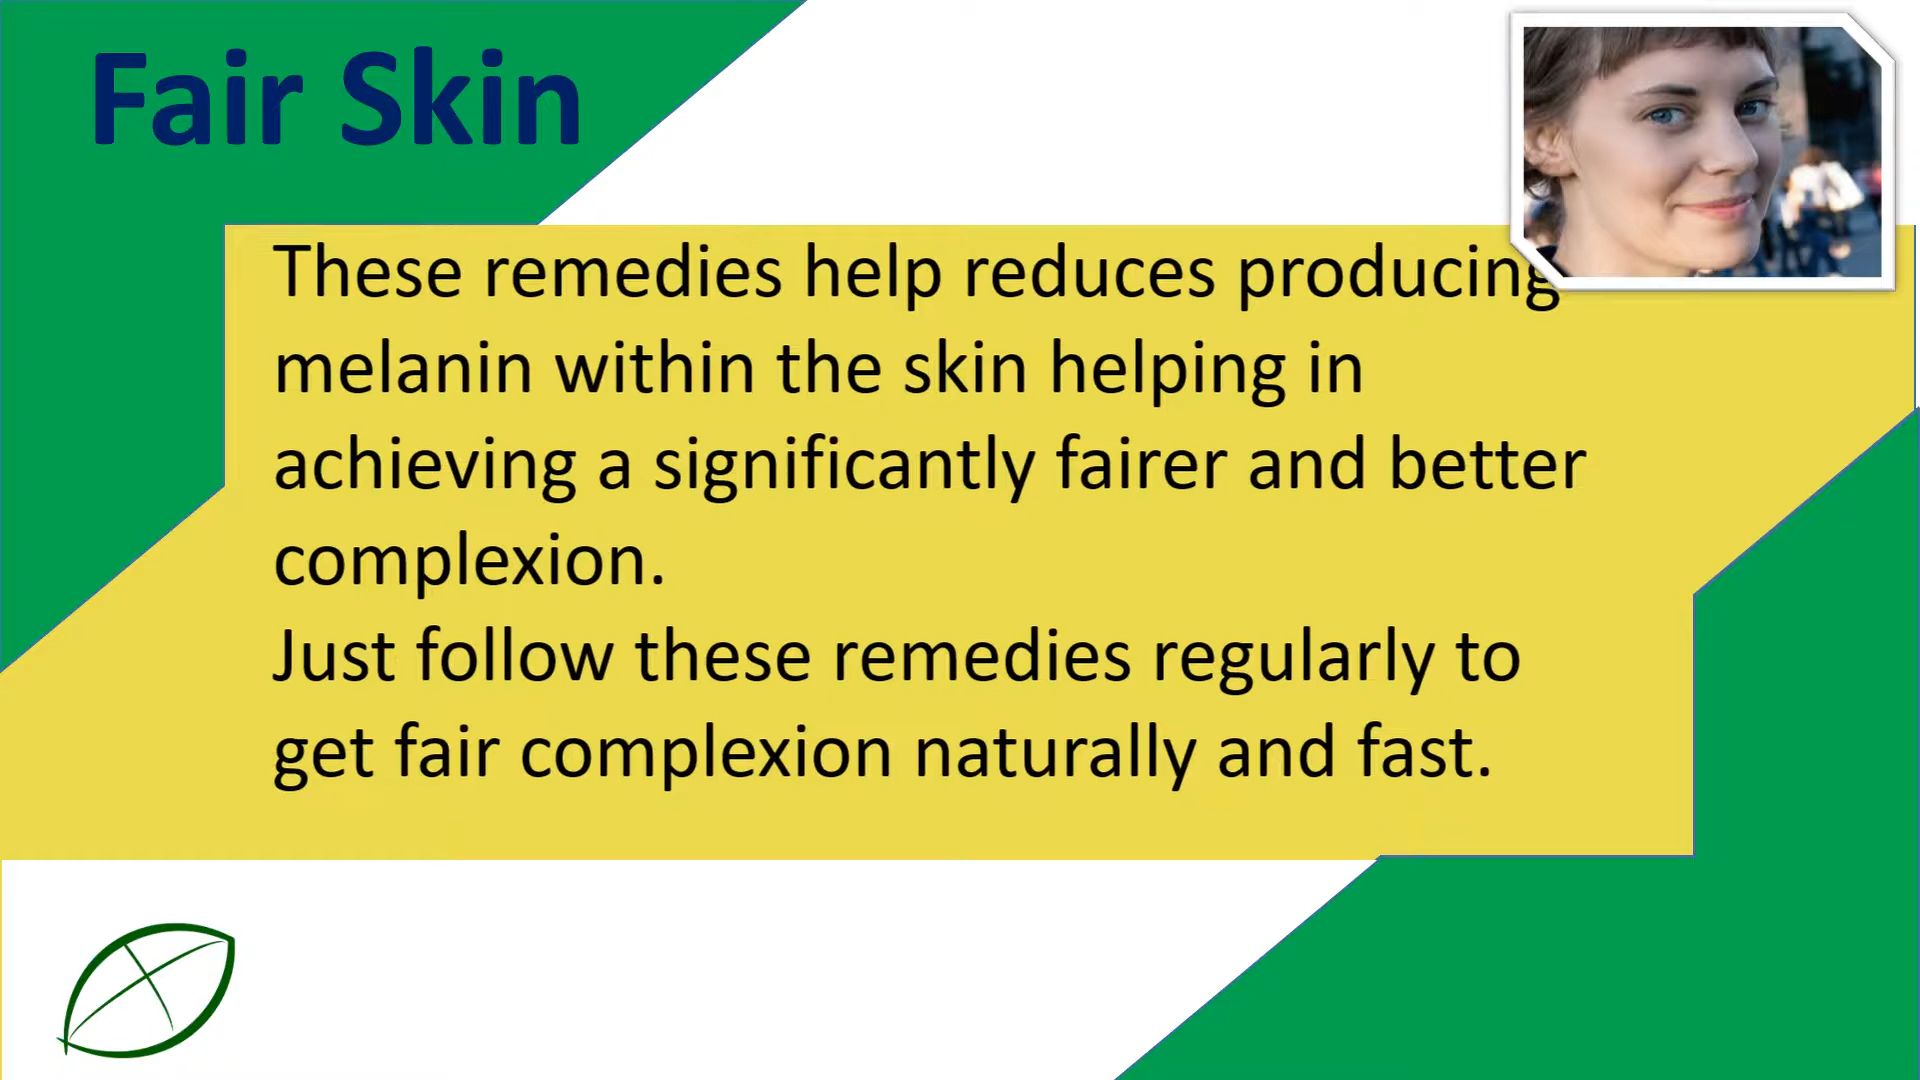 Fair Skin
These remedies help reduces producing
melanin within the skin helping in
achieving a significantly fairer and better
complexion.
Just follow these remedies regularly to
get fair complexion naturally and fast.